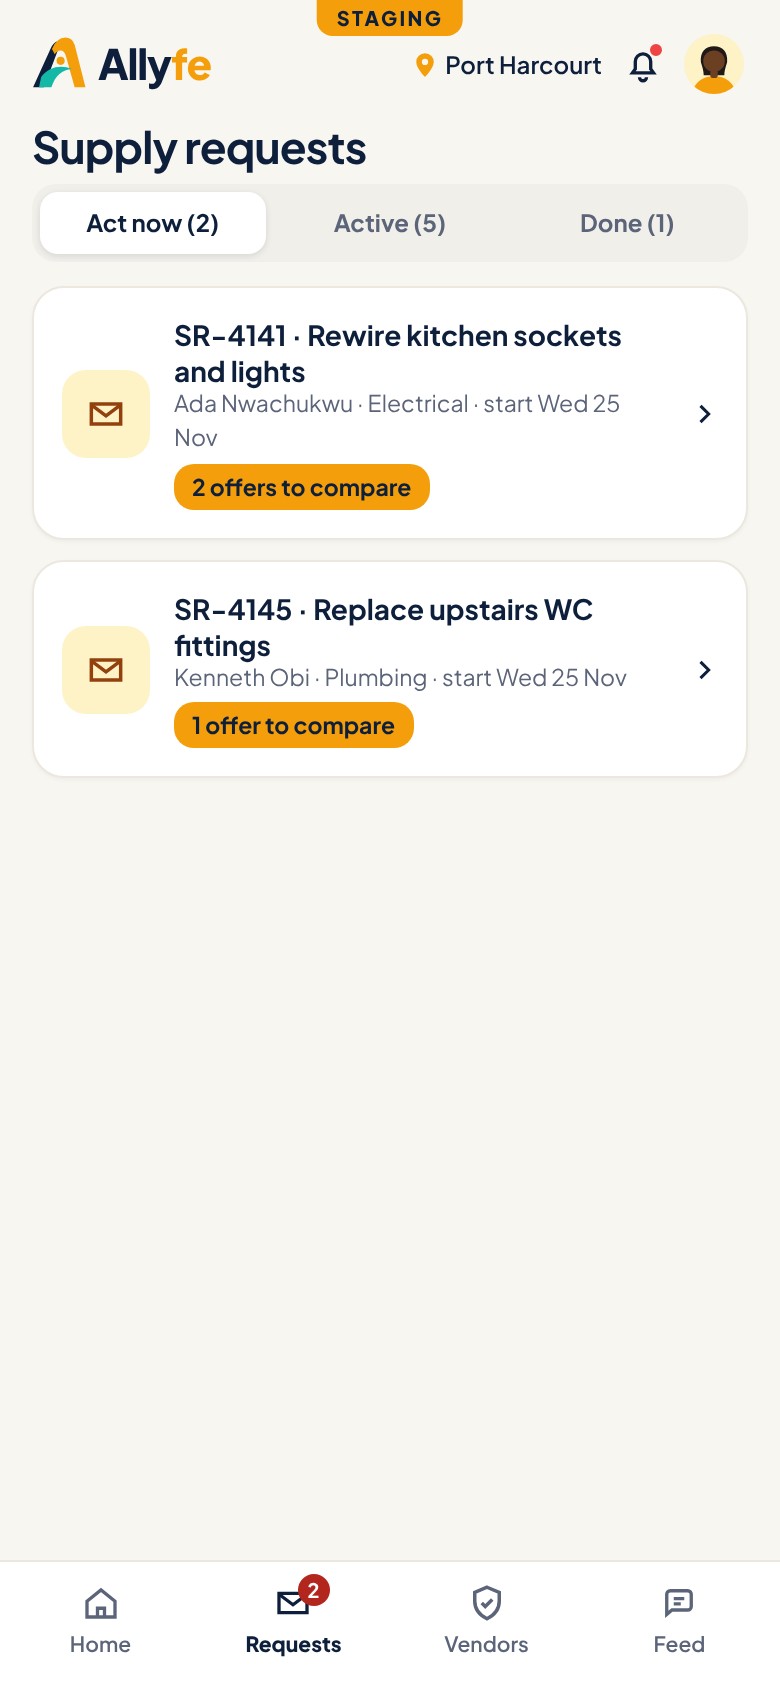 STAGING
Allyfe
Port Harcourt
Supply requests
Act now (2)
Active (5)
Done (1)
SR-4141 · Rewire kitchen sockets
and lights
Ada Nwachukwu · Electrical · start Wed 25
Nov
2 offers to compare
SR-4145 · Replace upstairs WC
fittings
Kenneth Obi · Plumbing · start Wed 25 Nov
1 offer to compare
2
Home
Requests
Vendors
Feed